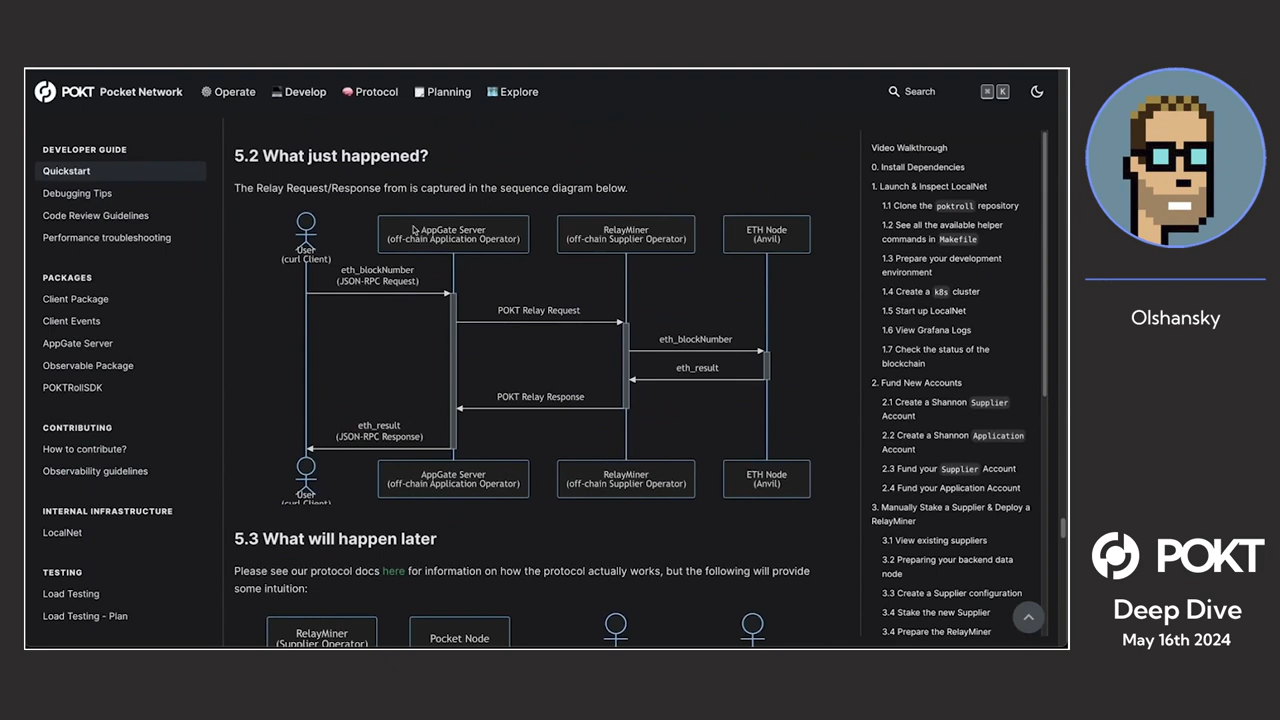 POKT Pocket Network
Operate
Develop
Protocol
Planning
Explore
Search
⌘ K
DEVELOPER GUIDE
Quickstart
Debugging Tips
Code Review Guidelines
Performance troubleshooting
PACKAGES
Client Package
Client Events
AppGate Server
Observable Package
POKTRollSDK
CONTRIBUTING
How to contribute?
Observability guidelines
INTERNAL INFRASTRUCTURE
LocalNet
TESTING
Load Testing
Load Testing - Plan
5.2 What just happened?
The Relay Request/Response from is captured in the sequence diagram below.
User
(curl Client)
AppGate Server
(off-chain Application Operator)
RelayMiner
(off-chain Supplier Operator)
ETH Node
(Anvil)
eth_blockNumber
(JSON-RPC Request)
POKT Relay Request
eth_blockNumber
eth_result
POKT Relay Response
eth_result
(JSON-RPC Response)
User
(curl Client)
AppGate Server
(off-chain Application Operator)
RelayMiner
(off-chain Supplier Operator)
ETH Node
(Anvil)
5.3 What will happen later
Please see our protocol docs here for information on how the protocol actually works, but the following will provide
some intuition:
RelayMiner
(Supplier Operator)
Pocket Node
Video Walkthrough
0. Install Dependencies
1. Launch & Inspect LocalNet
1.1 Clone the poktroll repository
1.2 See all the available helper
commands in Makefile
1.3 Prepare your development
environment
1.4 Create a k8s cluster
1.5 Start up LocalNet
1.6 View Grafana Logs
1.7 Check the status of the
blockchain
2. Fund New Accounts
2.1 Create a Shannon Supplier
Account
2.2 Create a Shannon Application
Account
2.3 Fund your Supplier Account
2.4 Fund your Application Account
3. Manually Stake a Supplier & Deploy a
RelayMiner
3.1 View existing suppliers
3.2 Preparing your backend data
node
3.3 Create a Supplier configuration
3.4 Stake the new Supplier
3.4 Prepare the RelayMiner
Olshansky
POKT
Deep Dive
May 16th 2024